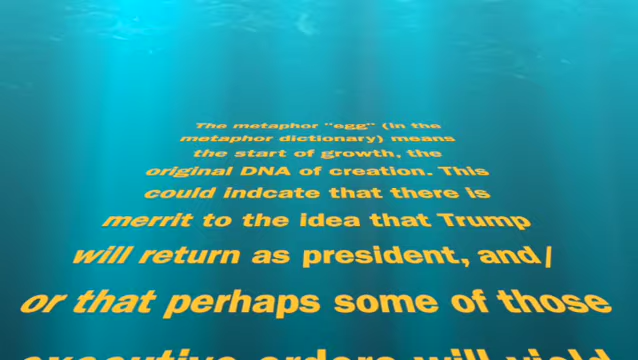 The metaphor "egg" (in the
metaphor dictionary) means
the start of growth, the
original DNA of creation. This
could indcate that there is
merrit to the idea that Trump
will return as president, and/
or that perhaps some of those
executive orders will yield